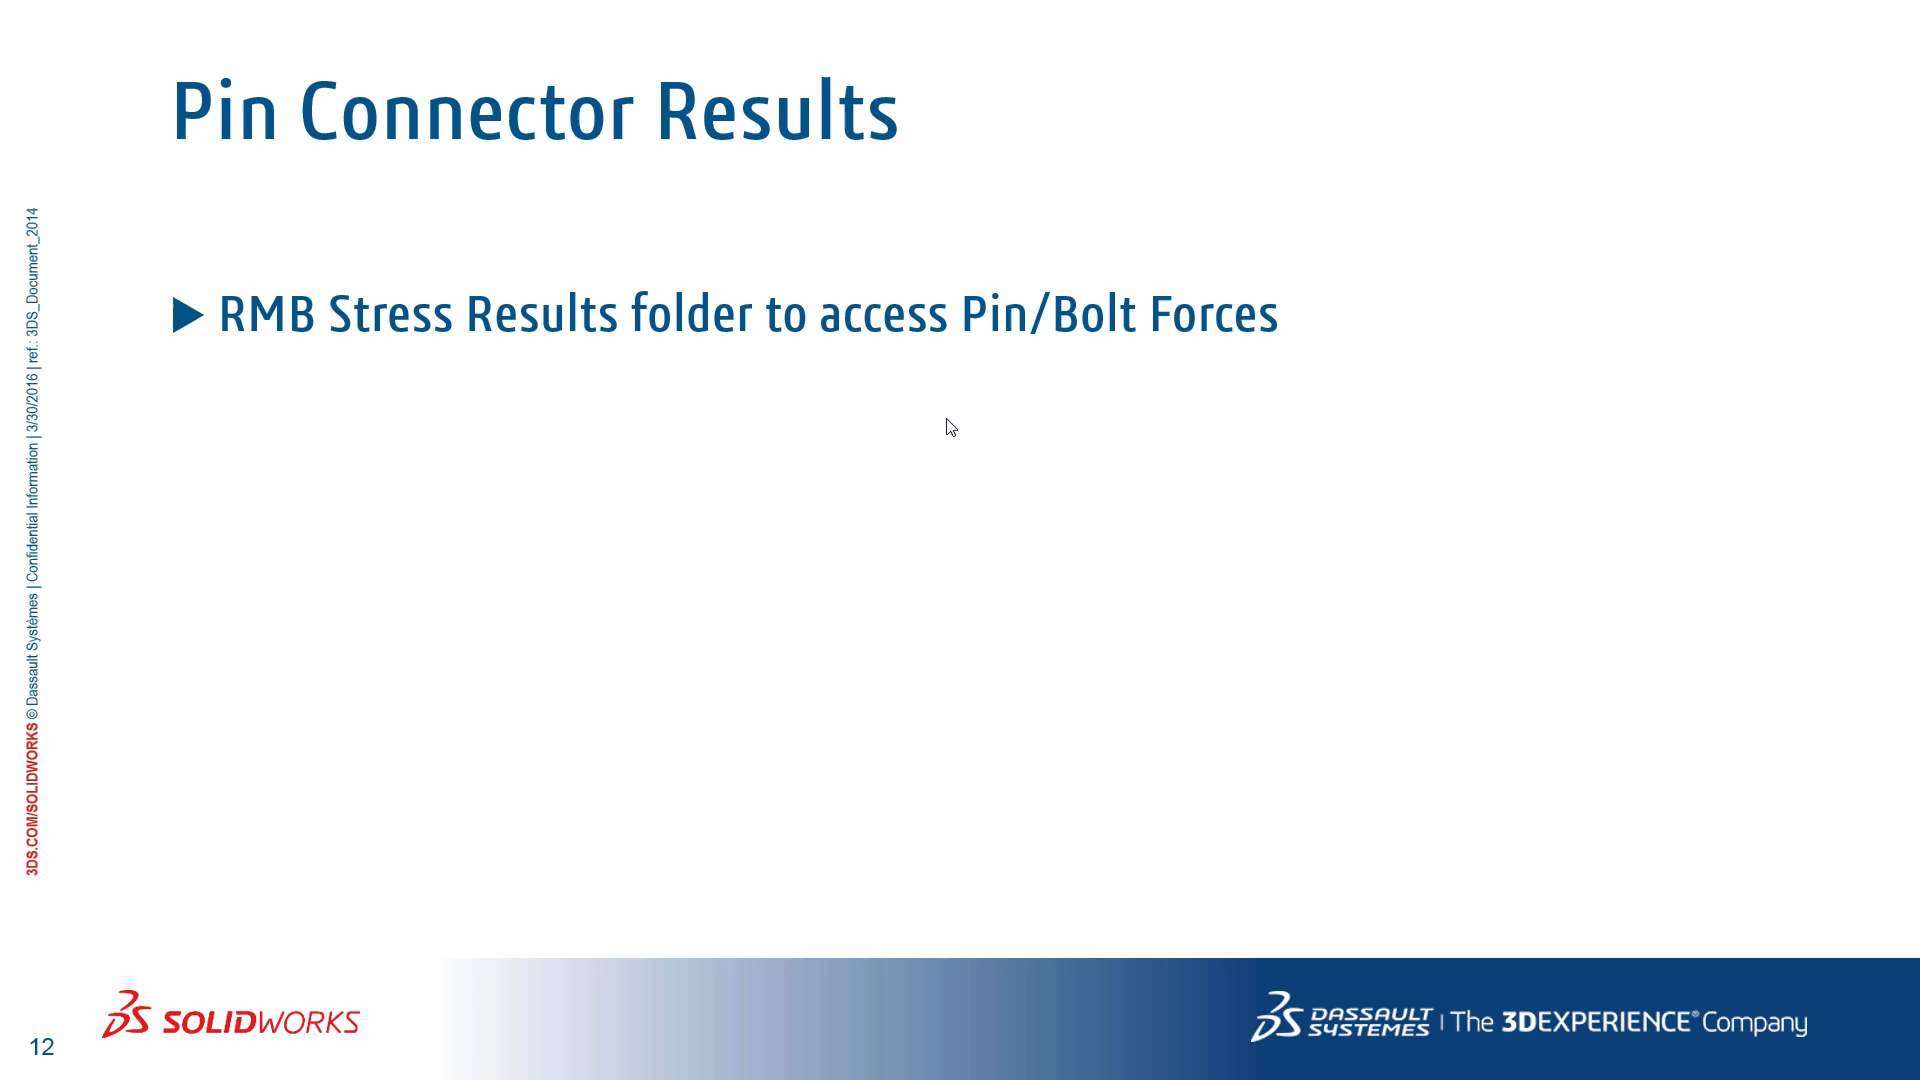 Pin Connector Results
▶ RMB Stress Results folder to access Pin/Bolt Forces
3DS.COM/SOLIDWORKS © Dassault Systèmes | Confidential Information | 3/30/2016 | ref.: 3DS_Document_2014
12
SOLIDWORKS
DASSAULT SYSTEMES | The 3DEXPERIENCE® Company